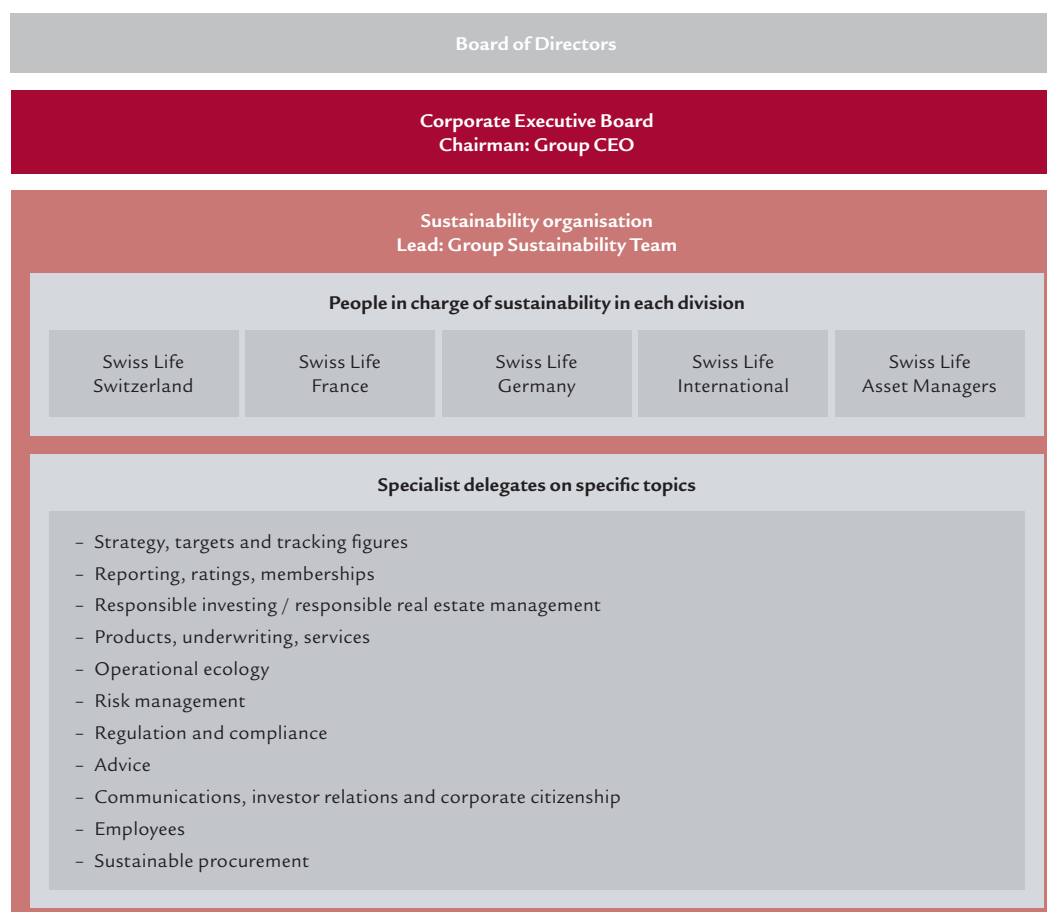 Board of Directors
Corporate Executive Board
Chairman: Group CEO
Sustainability organisation
Lead: Group Sustainability Team
People in charge of sustainability in each division
Swiss Life
Switzerland
Swiss Life
France
Swiss Life
Germany
Swiss Life
International
Swiss Life
Asset Managers
Specialist delegates on specific topics
– Strategy, targets and tracking figures
– Reporting, ratings, memberships
– Responsible investing / responsible real estate management
– Products, underwriting, services
– Operational ecology
– Risk management
– Regulation and compliance
– Advice
– Communications, investor relations and corporate citizenship
– Employees
– Sustainable procurement